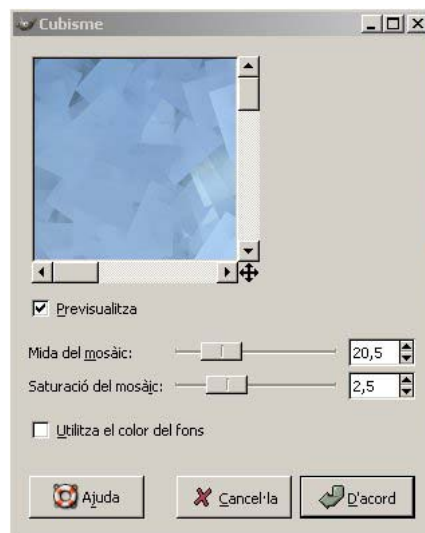 Cubisme
Previsualitza
Mida del mosàic: 20,5
Saturació del mosàic: 2,5
Utilitza el color del fons
Ajuda Cancel·la D'acord